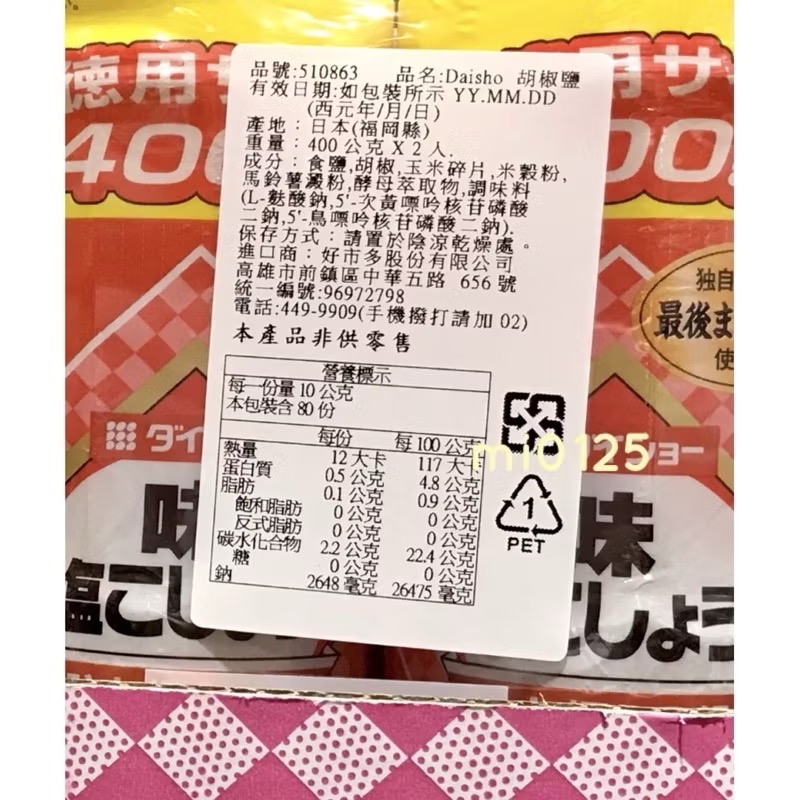 徳用サ
用サ
400
00
品號:510863 品名:Daisho 胡椒鹽
有效日期:如包裝所示 YY.MM.DD
(西元年/月/日)
產地：日本(福岡縣)
重量：400 公克 X 2 入.
成分：食鹽,胡椒,玉米碎片,米穀粉,
馬鈴薯澱粉,酵母萃取物,調味料
(L-麩酸鈉,5'-次黃嘌呤核苷磷酸
二鈉,5'-鳥嘌呤核苷磷酸二鈉).
保存方式：請置於陰涼乾燥處。
進口商：好市多股份有限公司
高雄市前鎮區中華五路 656 號
統一編號:96972798
電話:449-9909(手機撥打請加 02)
本產品非供零售
營養標示
每一份量 10 公克
本包裝含 80 份
每份 每 100 公克
熱量 12 大卡 117 大卡
蛋白質 0.5 公克 4.8 公克
脂肪 0.1 公克 0.9 公克
飽和脂肪 0 公克 0 公克
反式脂肪 0 公克 0 公克
碳水化合物 2.2 公克 22.4 公克
糖 0 公克 0 公克
鈉 2648 毫克 26475 毫克
1
PET
mi0125
独自
最後ま
使
ダイ
ショー
味
塩こし
味
こしょう